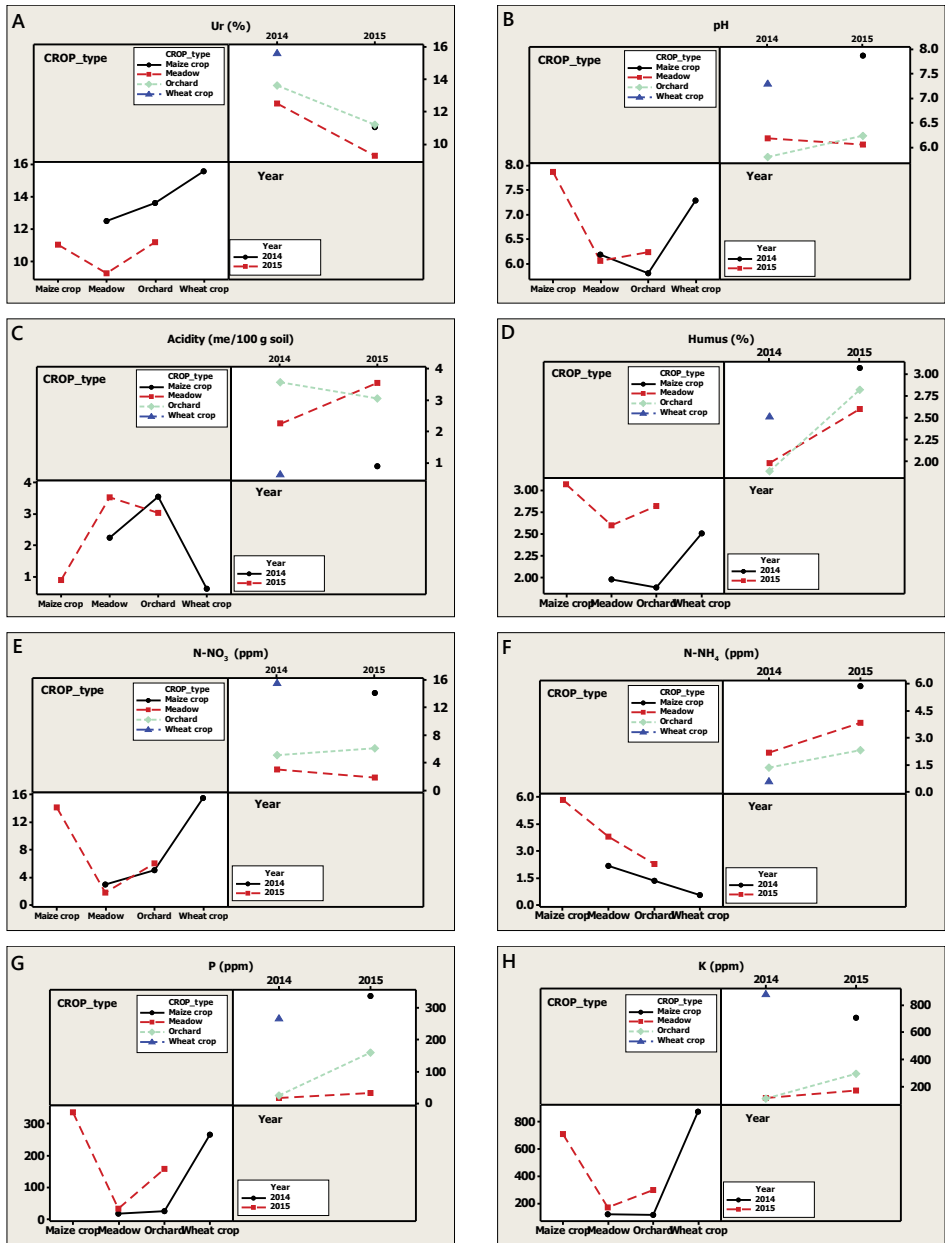 A
Ur (%)
2014
2015
CROP_type
CROP_type
Maize crop
Meadow
Orchard
Wheat crop
16
14
12
10
16
14
12
10
Year
Year
2014
2015
Maize crop Meadow Orchard Wheat crop
B
pH
2014
2015
CROP_type
CROP_type
Maize crop
Meadow
Orchard
Wheat crop
8.0
7.0
6.5
6.0
8.0
7.5
7.0
6.5
6.0
Year
Year
2014
2015
Maize crop Meadow Orchard Wheat crop
C
Acidity (me/100 g soil)
2014
2015
CROP_type
CROP_type
Maize crop
Meadow
Orchard
Wheat crop
4
3
2
1
4
3
2
1
Year
Year
2014
2015
Maize crop Meadow Orchard Wheat crop
D
Humus (%)
2014
2015
CROP_type
CROP_type
Maize crop
Meadow
Orchard
Wheat crop
3.00
2.75
2.50
2.25
2.00
3.00
2.75
2.50
2.25
2.00
Year
Year
2014
2015
Maize crop Meadow Orchard Wheat crop
E
N-NO₃ (ppm)
2014
2015
CROP_type
CROP_type
Maize crop
Meadow
Orchard
Wheat crop
16
12
8
4
0
16
12
8
4
0
Year
Year
2014
2015
Maize crop Meadow Orchard Wheat crop
F
N-NH₄ (ppm)
2014
2015
CROP_type
CROP_type
Maize crop
Meadow
Orchard
Wheat crop
6.0
4.5
3.0
1.5
0.0
6.0
4.5
3.0
1.5
0.0
Year
Year
2014
2015
Maize crop Meadow Orchard Wheat crop
G
P (ppm)
2014
2015
CROP_type
CROP_type
Maize crop
Meadow
Orchard
Wheat crop
300
200
100
0
300
200
100
0
Year
Year
2014
2015
Maize crop Meadow Orchard Wheat crop
H
K (ppm)
2014
2015
CROP_type
CROP_type
Maize crop
Meadow
Orchard
Wheat crop
800
600
400
200
800
600
400
200
Year
Year
2014
2015
Maize crop Meadow Orchard Wheat crop